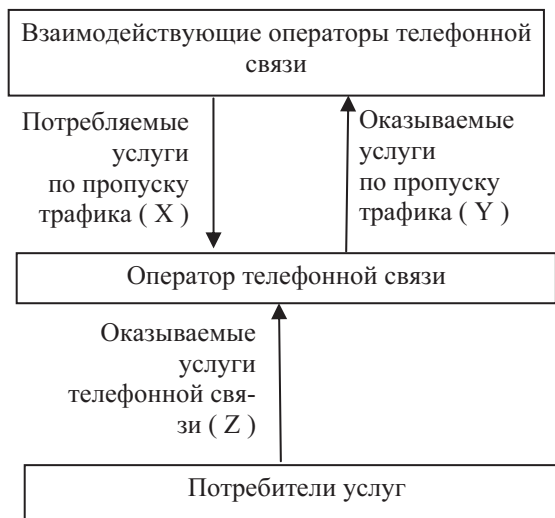 Взаимодействующие операторы телефонной
связи
Потребляемые
услуги
по пропуску
трафика ( X )
Оказываемые
услуги
по пропуску
трафика ( Y )
Оператор телефонной связи
Оказываемые
услуги
телефонной свя-
зи ( Z )
Потребители услуг